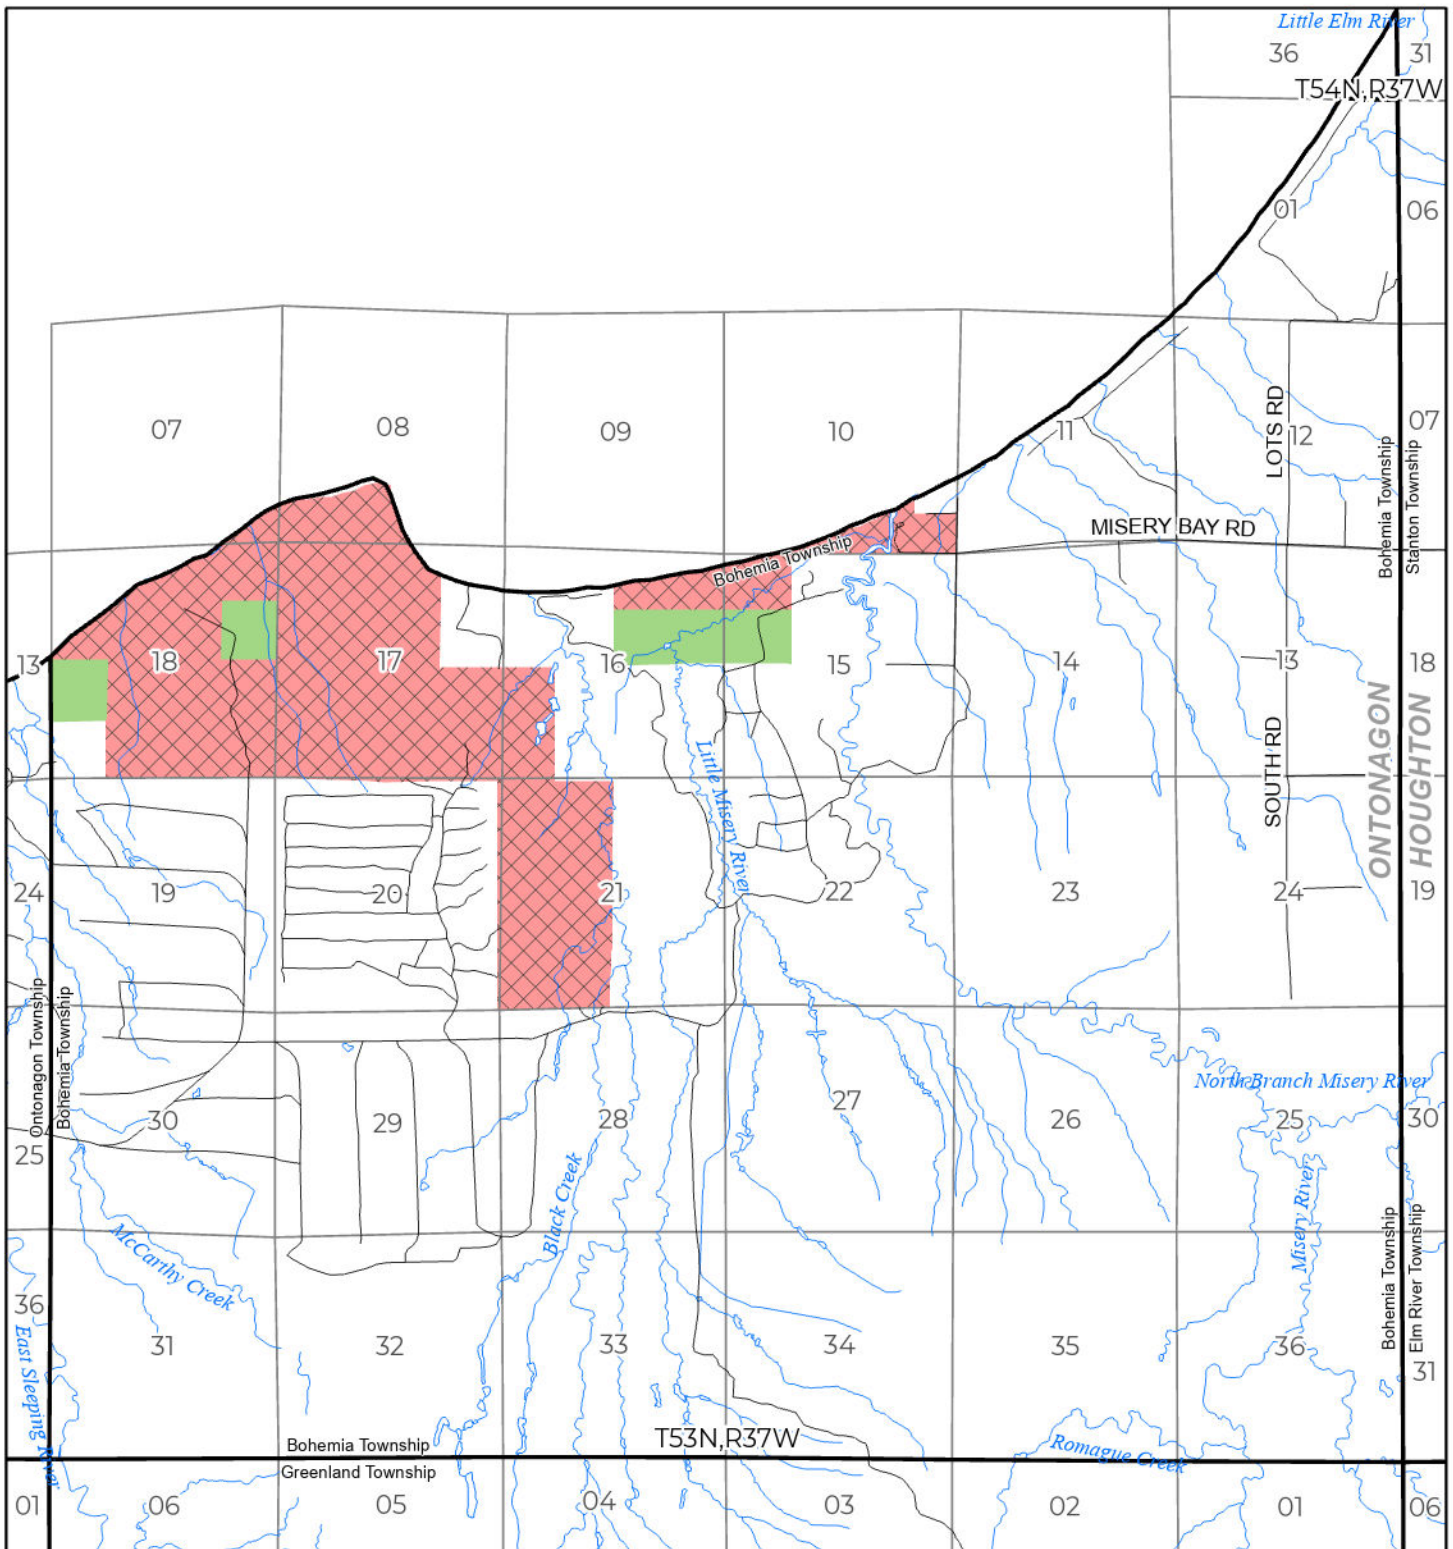 Little Elm River
36
31
T54N,R37W
01
06
07
08
09
10
11
LOTS RD
12
07
Bohemia Township
Stanton Township
MISERY BAY RD
Bohemia Township
13
18
17
16
15
14
13
18
ONTONAGON
HOUGHTON
SOUTH RD
Little Misery River
24
19
20
21
22
23
24
19
Ontonagon Township
Bohemia Township
North Branch Misery River
25
30
29
28
27
26
25
30
Black Creek
Misery River
McCarthy Creek
Bohemia Township
Elm River Township
36
31
32
33
34
35
36
31
East Sleeping River
Bohemia Township
T53N,R37W
Romague Creek
Greenland Township
01
06
05
04
03
02
01
06